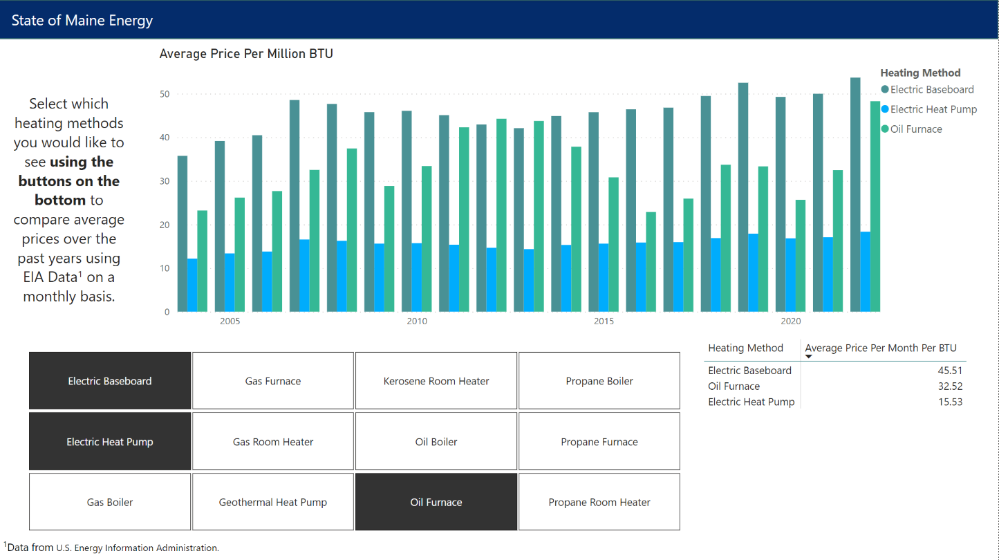 State of Maine Energy
Average Price Per Million BTU
Select which
heating methods
you would like to
see using the
buttons on the
bottom to
compare average
prices over the
past years using
EIA Data¹ on a
monthly basis.
50
40
30
20
10
0
2005
2010
2015
2020
Heating Method
Electric Baseboard
Electric Heat Pump
Oil Furnace
Electric Baseboard
Gas Furnace
Kerosene Room Heater
Propane Boiler
Electric Heat Pump
Gas Room Heater
Oil Boiler
Propane Furnace
Gas Boiler
Geothermal Heat Pump
Oil Furnace
Propane Room Heater
Heating Method Average Price Per Month Per BTU
Electric Baseboard 45.51
Oil Furnace 32.52
Electric Heat Pump 15.53
¹Data from U.S. Energy Information Administration.